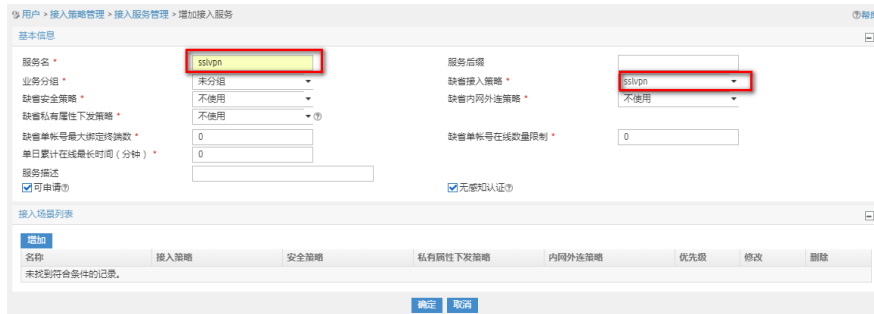 用户 > 接入策略管理 > 接入服务管理 > 增加接入服务 帮助
基本信息
服务名 * sslvpn 服务后缀
业务分组 * 未分组 缺省接入策略 * sslvpn
缺省安全策略 * 不使用 缺省内网外连策略 * 不使用
缺省私有属性下发策略 * 不使用
缺省单帐号最大绑定终端数 * 0 缺省单帐号在线数量限制 * 0
单日累计在线最长时间（分钟） * 0
服务描述
可申请 无感知认证
接入场景列表
增加
名称 接入策略 安全策略 私有属性下发策略 内网外连策略 优先级 修改 删除
未找到符合条件的记录。
确定 取消